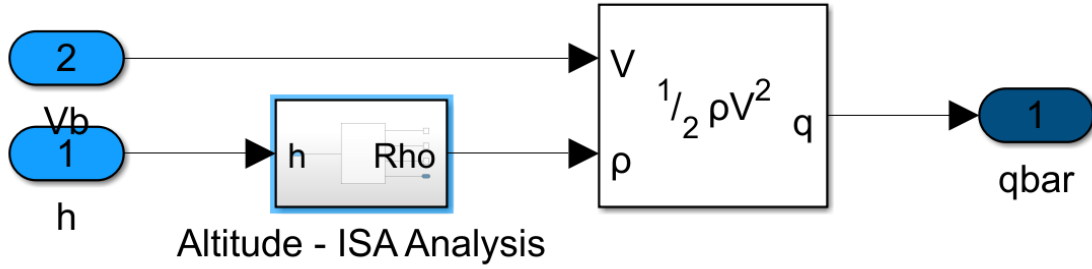 2
Vb
1
h
h
Rho
Altitude - ISA Analysis
V
ρ
1/2 ρV²
q
1
qbar